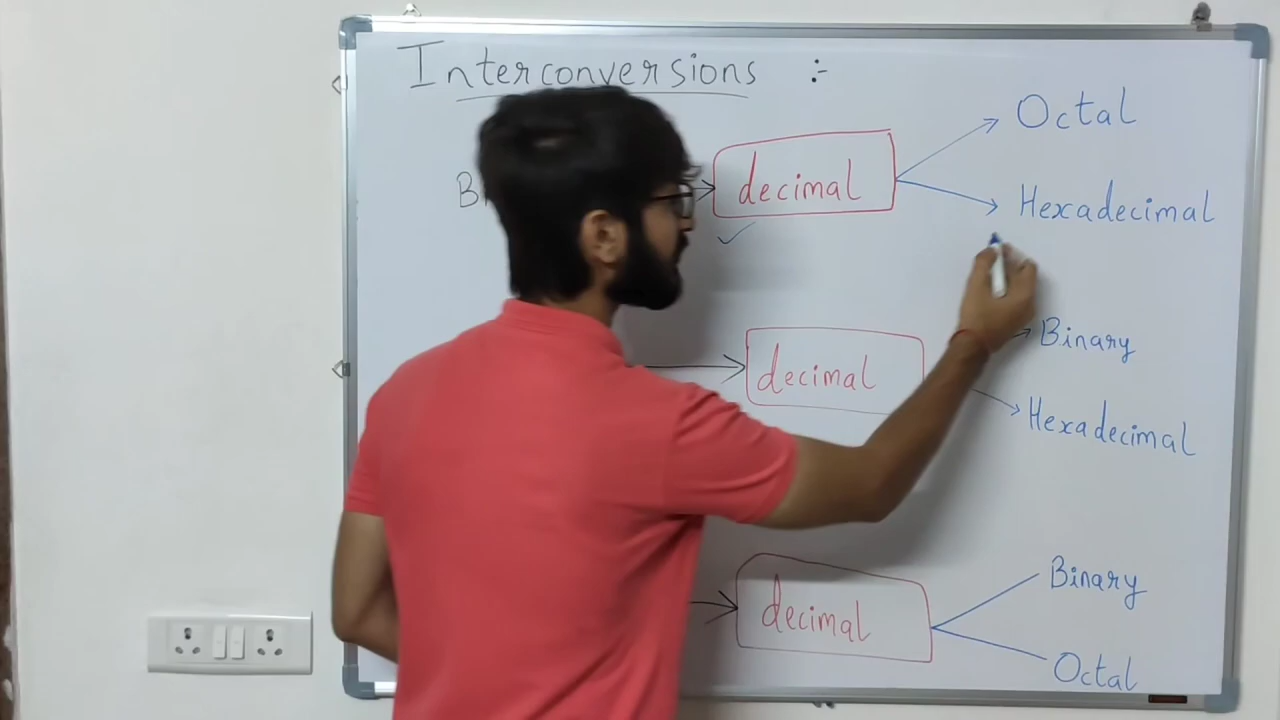 Interconversions :-
decimal
Octal
Hexadecimal
decimal
Binary
Hexadecimal
decimal
Binary
Octal